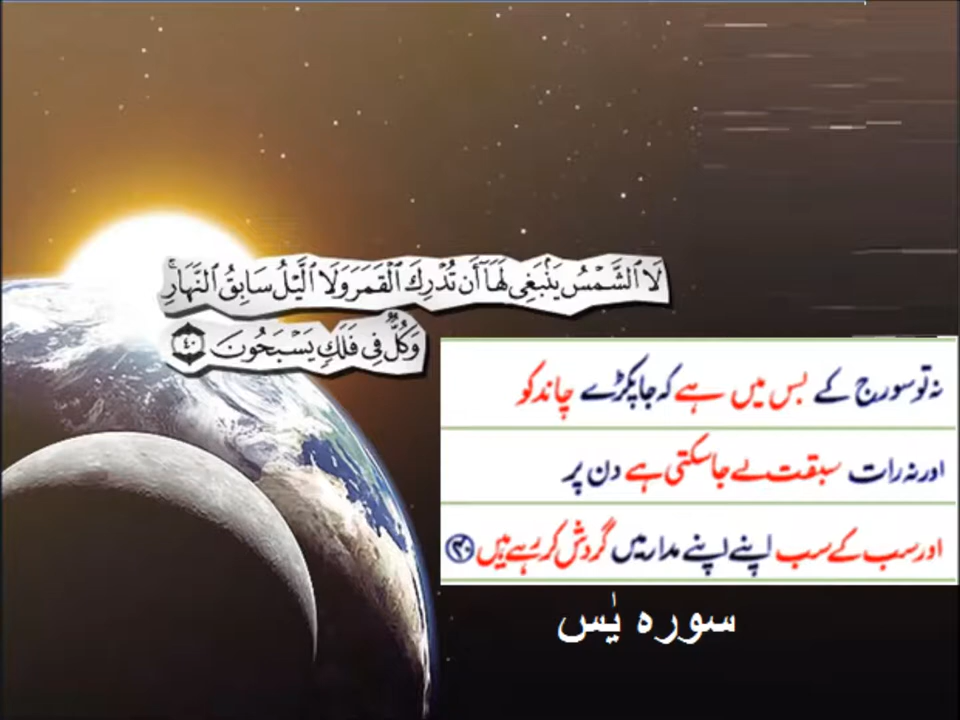 لَا ٱلشَّمْسُ يَنۢبَغِى لَهَآ أَن تُدْرِكَ ٱلْقَمَرَ وَلَا ٱلَّيْلُ سَابِقُ ٱلنَّهَارِ ۚ
وَكُلٌّ فِى فَلَكٍ يَسْبَحُونَ ﴿٤٠﴾
نہ تو سورج کے بس میں ہے کہ جا پکڑے چاند کو
اور نہ رات سبقت لے جا سکتی ہے دن پر
اور سب کے سب اپنے اپنے مدار میں گردش کر رہے ہیں ﴿۴۰﴾
سورہ یٰس